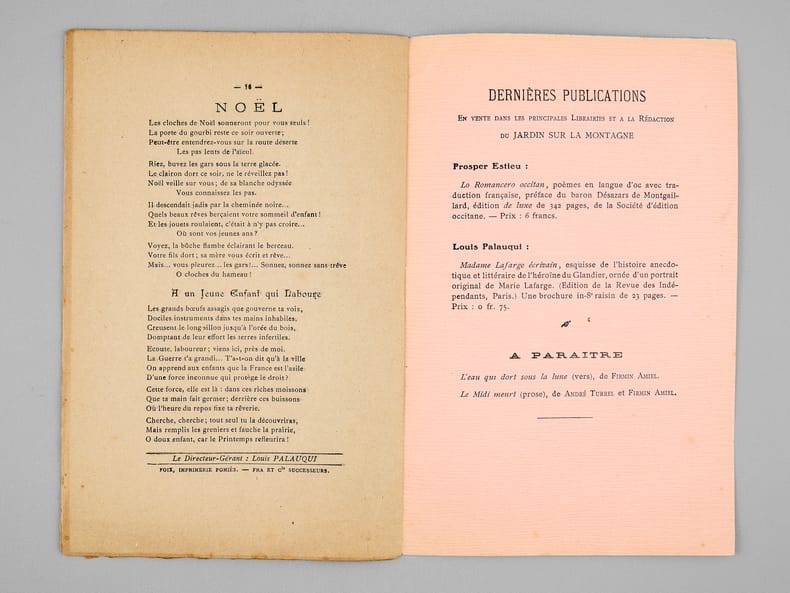 — 16 —
NOËL
Les cloches de Noël sonneront pour vous seuls !
La porte du gourbi reste ce soir ouverte ;
Peut-être entendrez-vous sur la route déserte
Les pas lents de l'aïeul.
Riez, buvez les gars sous la terre glacée.
Le clairon dort ce soir, ne le réveillez pas !
Noël veille sur vous ; de sa blanche odyssée
Vous connaissez les pas.
Il descendait jadis par la cheminée noire...
Quels beaux rêves berçaient votre sommeil d'enfant !
Et les jouets roulaient, c'était à n'y pas croire...
Où sont vos jeunes ans ?
Voyez, la bûche flambe éclairant le berceau.
Votre fils dort ; sa mère vous écrit et rêve...
Mais... vous pleurez... les gars !... Sonnez, sonnez sans trêve
O cloches du hameau !
A un Jeune Enfant qui Laboure
Les grands bœufs assagis que gouverne ta voix,
Dociles instruments dans tes mains inhabiles,
Creusent le long sillon jusqu'à l'orée du bois,
Domptant de leur effort les terres infertiles.
Ecoute, laboureur ; viens ici, près de moi.
La Guerre t'a grandi... T'a-t-on dit qu'à la ville
On apprend aux enfants que la France est l'asile
D'une force inconnue qui protège le droit ?
Cette force, elle est là : dans ces riches moissons
Que ta main fait germer ; derrière ces buissons
Où l'heure du repos fixe ta rêverie.
Cherche, cherche ; tout seul tu la découvriras,
Mais remplis les greniers et fauche la prairie,
O doux enfant, car le Printemps refleurira !
Le Directeur-Gérant : Louis PALAUQUI
FOIX, IMPRIMERIE POMIÈS. — FRA ET Cie SUCCESSEURS.
DERNIÈRES PUBLICATIONS
EN VENTE DANS LES PRINCIPALES LIBRAIRIES ET A LA RÉDACTION
DU JARDIN SUR LA MONTAGNE
Prosper Estieu :
Lo Romancero occitan, poèmes en langue d'oc avec tra-
duction française, préface du baron Désazars de Montgail-
lard, édition de luxe de 342 pages, de la Société d'édition
occitane. — Prix : 6 francs.
Louis Palauqui :
Madame Lafarge écrivain, esquisse de l'histoire anecdo-
tique et littéraire de l'héroïne du Glandier, ornée d'un portrait
original de Marie Lafarge. (Edition de la Revue des Indé-
pendants, Paris.) Une brochure in-8° raisin de 23 pages. —
Prix : 0 fr. 75.
A PARAITRE
L'eau qui dort sous la lune (vers), de FIRMIN AMIEL.
Le Midi meurt (prose), de ANDRÉ TURREL et FIRMIN AMIEL.